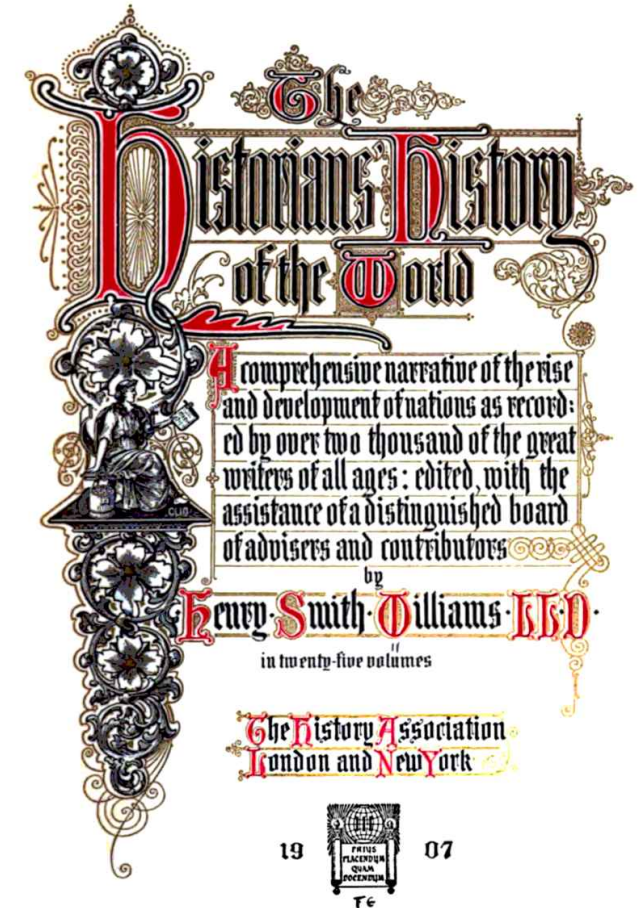 The
Historians' History
of the World
A comprehensive narrative of the rise
and development of nations as record:
ed by over two thousand of the great
writers of all ages: edited, with the
assistance of a distinguished board
of advisers and contributors
by
Henry·Smith·Williams·LL·D·
in twenty-five volumes
CLIO
The History Association
London and New York
19 07
PRIUS
PLACENDUM
QUAM
DOCENDUM